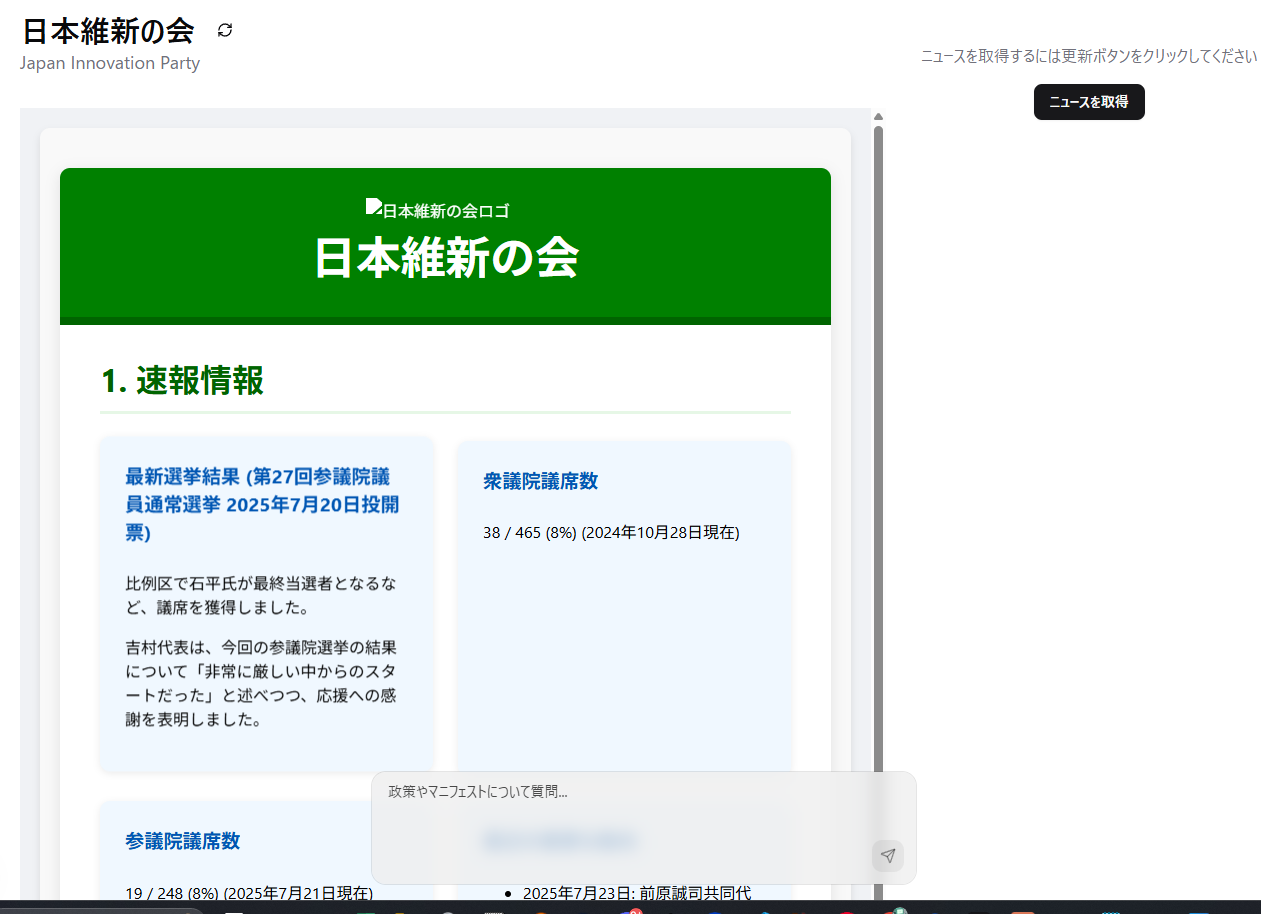 日本維新の会
Japan Innovation Party
ニュースを取得するには更新ボタンをクリックしてください
ニュースを取得
日本維新の会ロゴ
日本維新の会
1. 速報情報
最新選挙結果 (第27回参議院議
員通常選挙 2025年7月20日投開
票)
比例区で石平氏が最終当選者となるな
ど、議席を獲得しました。
吉村代表は、今回の参議院選挙の結果
について「非常に厳しい中からのスタ
ートだった」と述べつつ、応援への感
謝を表明しました。
衆議院議席数
38 / 465 (8%) (2024年10月28日現在)
政策やマニフェストについて質問...
参議院議席数
19 / 248 (8%) (2025年7月21日現在)
2025年7月23日: 前原誠司共同代